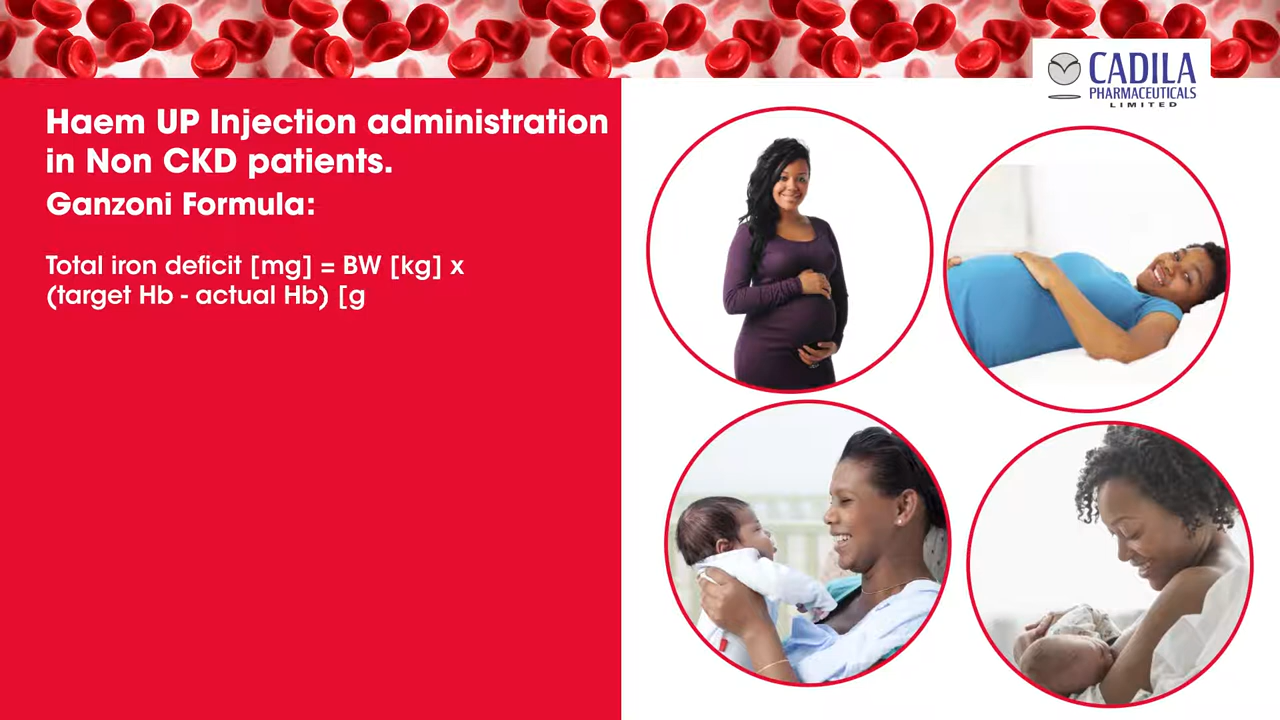 CADILA
PHARMACEUTICALS
LIMITED
Haem UP Injection administration
in Non CKD patients.
Ganzoni Formula:
Total iron deficit [mg] = BW [kg] x
(target Hb - actual Hb) [g